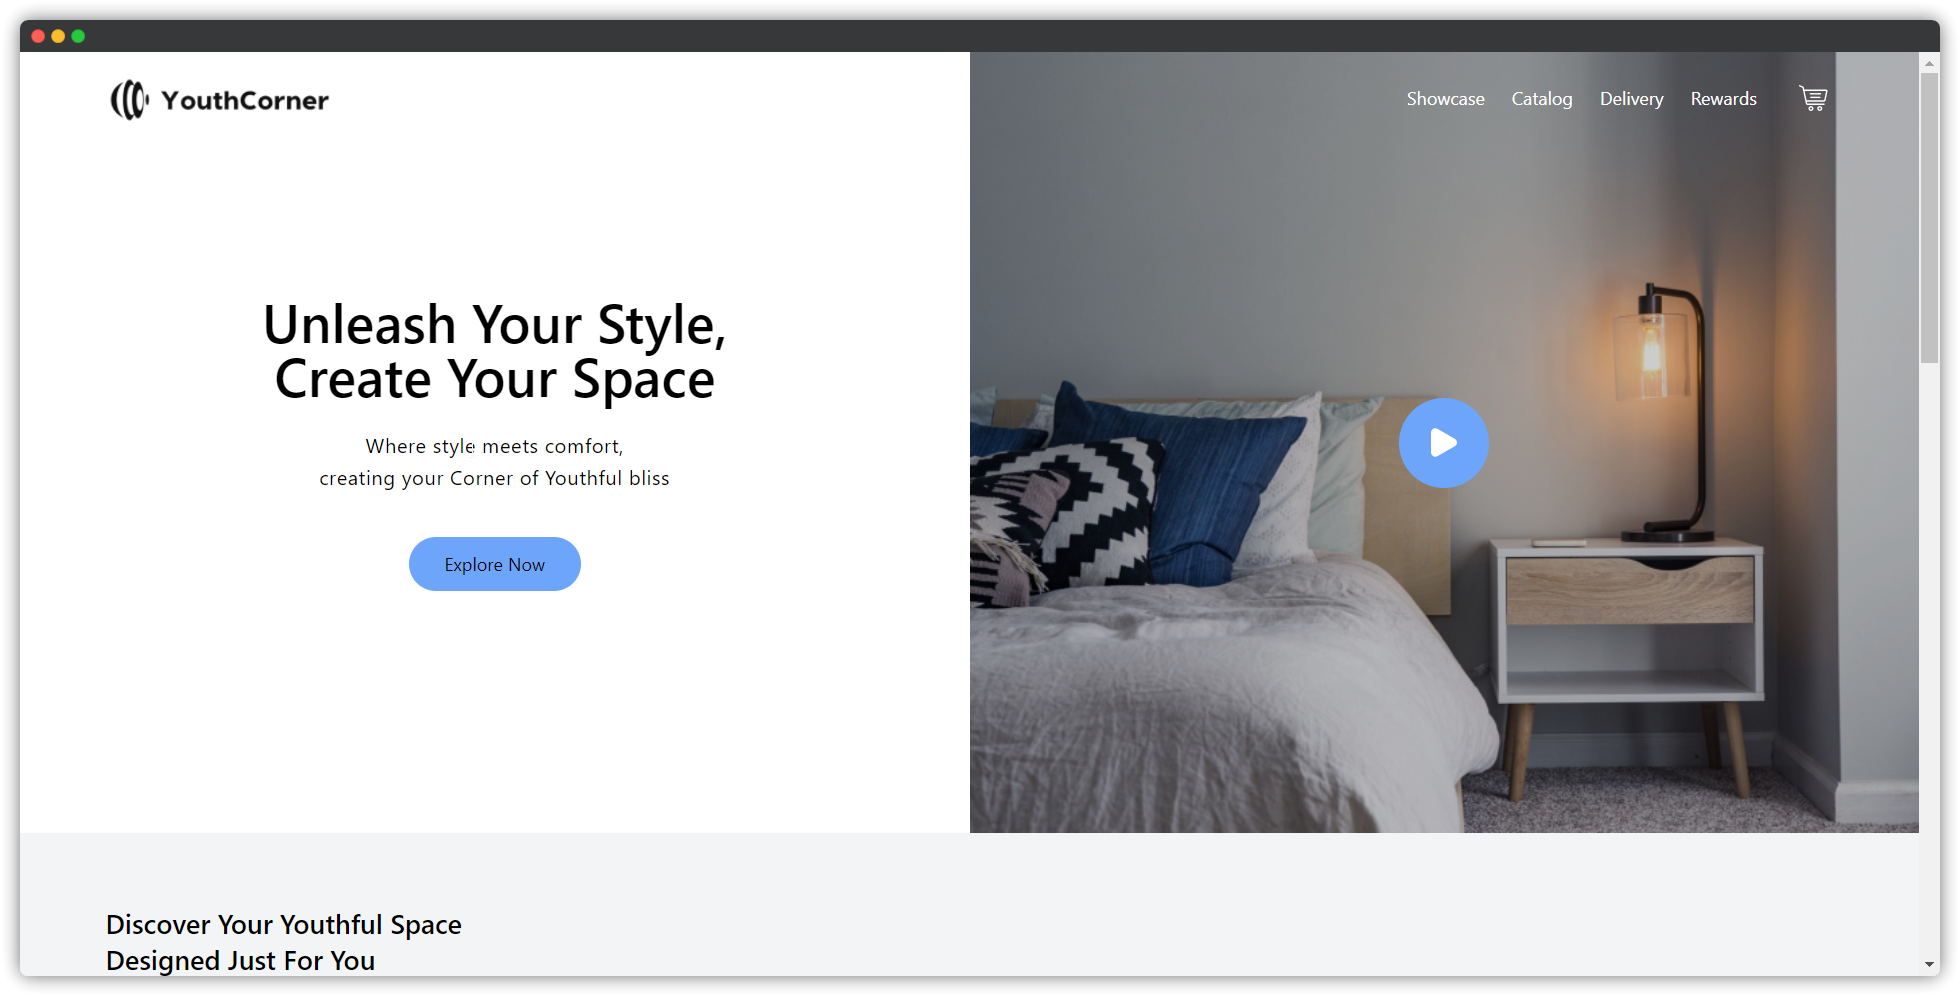 YouthCorner
Showcase Catalog Delivery Rewards
Unleash Your Style,
Create Your Space
Where style meets comfort,
creating your Corner of Youthful bliss
Explore Now
Discover Your Youthful Space
Designed Just For You